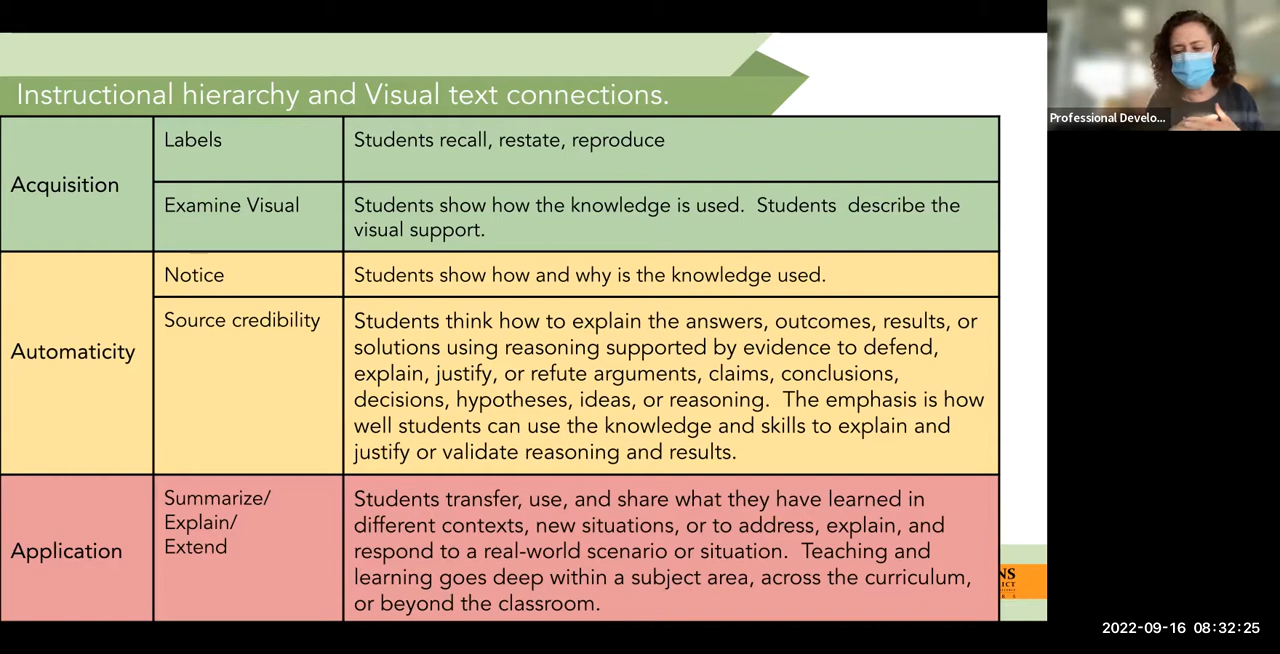 Instructional hierarchy and Visual text connections.
Acquisition
Labels
Students recall, restate, reproduce
Examine Visual
Students show how the knowledge is used.  Students  describe the
visual support.
Automaticity
Notice
Students show how and why is the knowledge used.
Source credibility
Students think how to explain the answers, outcomes, results, or
solutions using reasoning supported by evidence to defend,
explain, justify, or refute arguments, claims, conclusions,
decisions, hypotheses, ideas, or reasoning.  The emphasis is how
well students can use the knowledge and skills to explain and
justify or validate reasoning and results.
Application
Summarize/
Explain/
Extend
Students transfer, use, and share what they have learned in
different contexts, new situations, or to address, explain, and
respond to a real-world scenario or situation.  Teaching and
learning goes deep within a subject area, across the curriculum,
or beyond the classroom.
Professional Develo...
2022-09-16 08:32:25